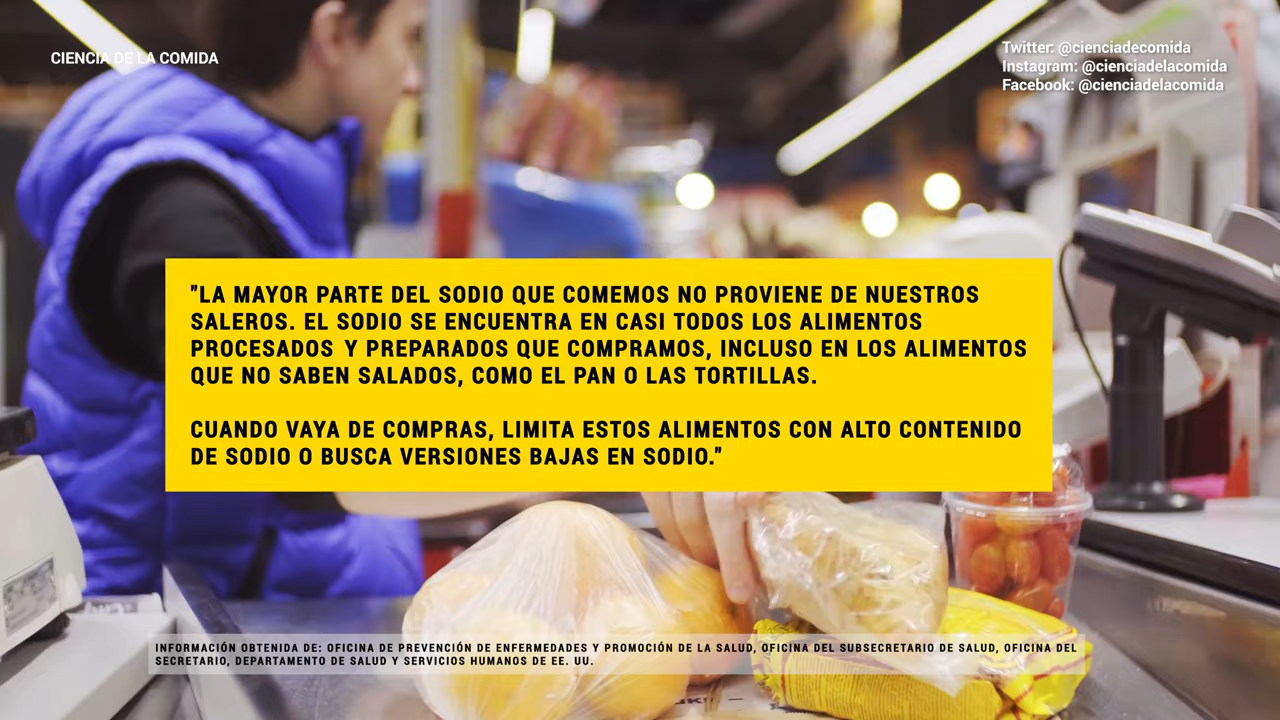 CIENCIA DE LA COMIDA
Twitter: @cienciadecomida
Instagram: @cienciadelacomida
Facebook: @cienciadelacomida
"LA MAYOR PARTE DEL SODIO QUE COMEMOS NO PROVIENE DE NUESTROS
SALEROS. EL SODIO SE ENCUENTRA EN CASI TODOS LOS ALIMENTOS
PROCESADOS Y PREPARADOS QUE COMPRAMOS, INCLUSO EN LOS ALIMENTOS
QUE NO SABEN SALADOS, COMO EL PAN O LAS TORTILLAS.
CUANDO VAYA DE COMPRAS, LIMITA ESTOS ALIMENTOS CON ALTO CONTENIDO
DE SODIO O BUSCA VERSIONES BAJAS EN SODIO."
INFORMACIÓN OBTENIDA DE: OFICINA DE PREVENCIÓN DE ENFERMEDADES Y PROMOCIÓN DE LA SALUD, OFICINA DEL SUBSECRETARIO DE SALUD, OFICINA DEL
SECRETARIO, DEPARTAMENTO DE SALUD Y SERVICIOS HUMANOS DE EE. UU.